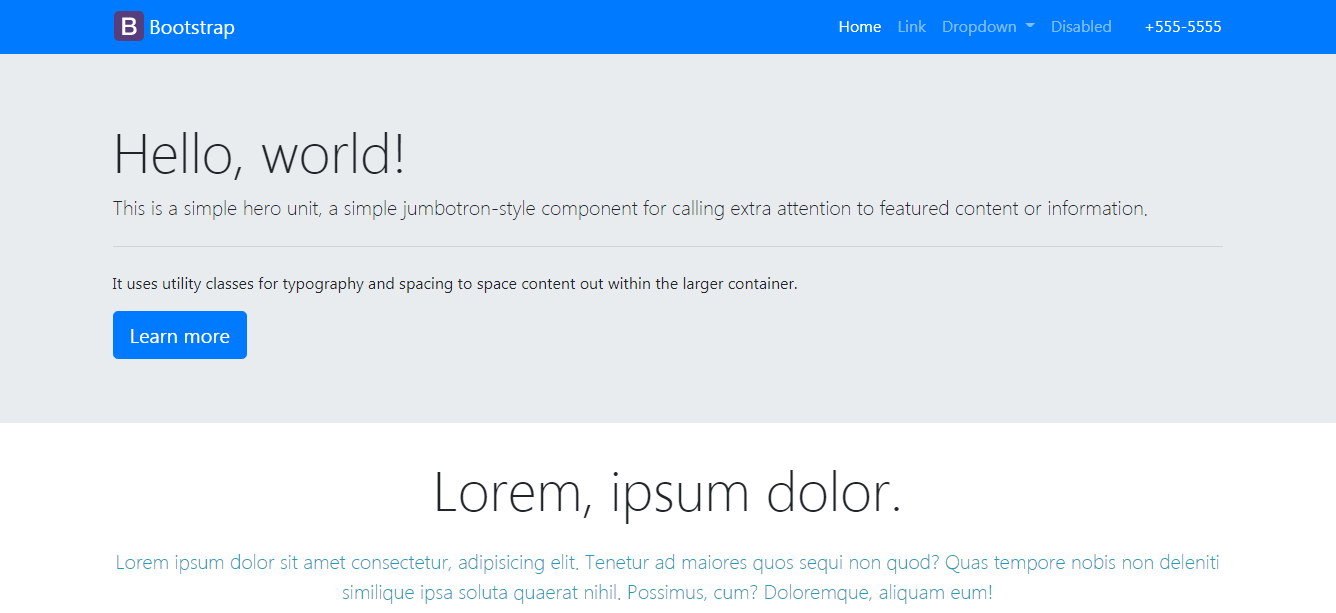 B Bootstrap Home Link Dropdown Disabled +555-5555
Hello, world!
This is a simple hero unit, a simple jumbotron-style component for calling extra attention to featured content or information.
It uses utility classes for typography and spacing to space content out within the larger container.
Learn more
Lorem, ipsum dolor.
Lorem ipsum dolor sit amet consectetur, adipisicing elit. Tenetur ad maiores quos sequi non quod? Quas tempore nobis non deleniti
similique ipsa soluta quaerat nihil. Possimus, cum? Doloremque, aliquam eum!